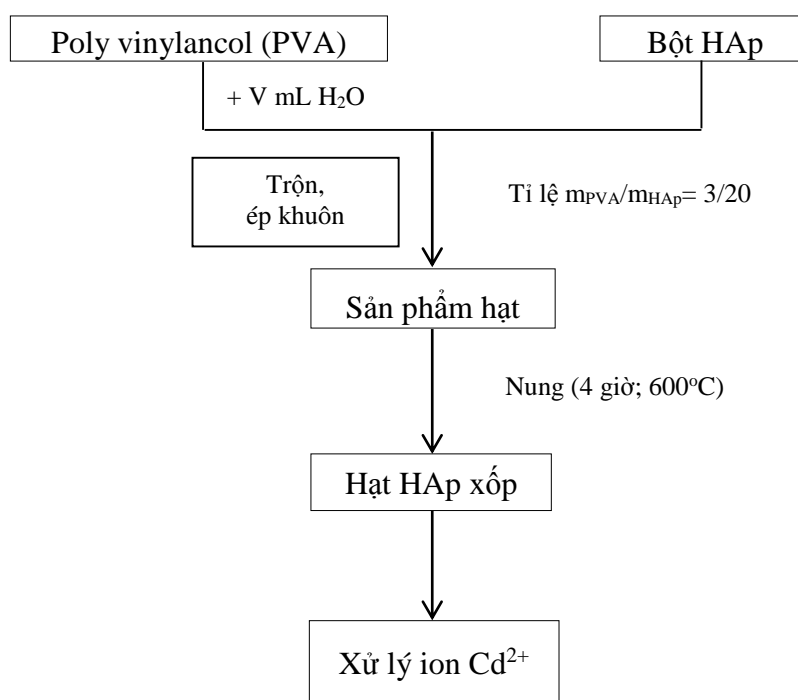 Poly vinylancol (PVA)
Bột HAp
+ V mL H₂O
Trộn,
ép khuôn
Tỉ lệ mPVA/mHAp= 3/20
Sản phẩm hạt
Nung (4 giờ; 600ºC)
Hạt HAp xốp
Xử lý ion Cd²⁺